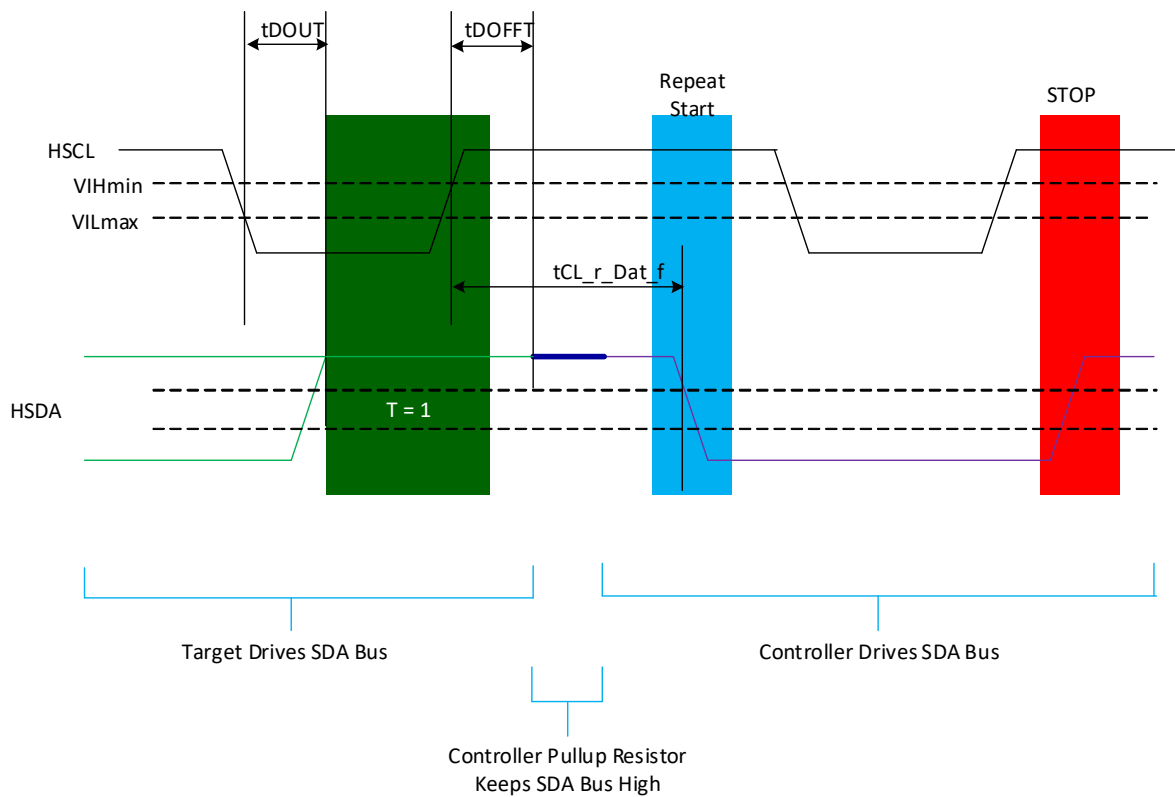 tDOUT
tDOFFT
Repeat
Start
STOP
HSCL
VIHmin
VILmax
tCL_r_Dat_f
HSDA
T = 1
Target Drives SDA Bus
Controller Drives SDA Bus
Controller Pullup Resistor
Keeps SDA Bus High